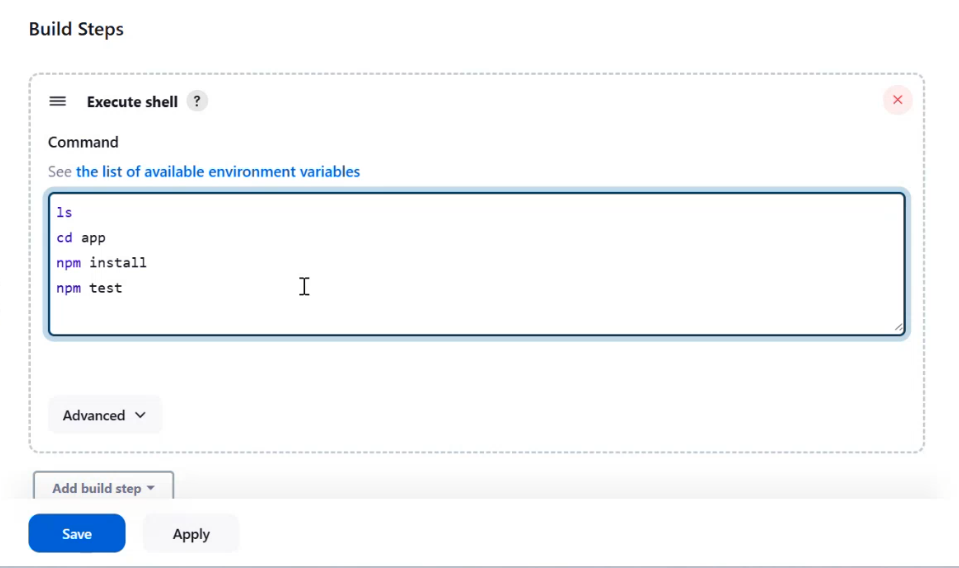 Build Steps
Execute shell ?
Command
See the list of available environment variables
ls
cd app
npm install
npm test
Advanced
Add build step
Save Apply